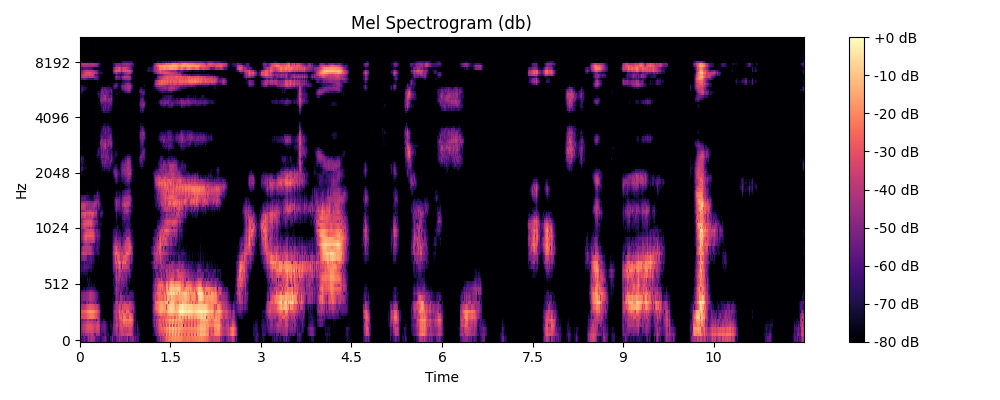 Mel Spectrogram (db)
8192
4096
2048
1024
512
0
Hz
0 1.5 3 4.5 6 7.5 9 10
Time
+0 dB
-10 dB
-20 dB
-30 dB
-40 dB
-50 dB
-60 dB
-70 dB
-80 dB